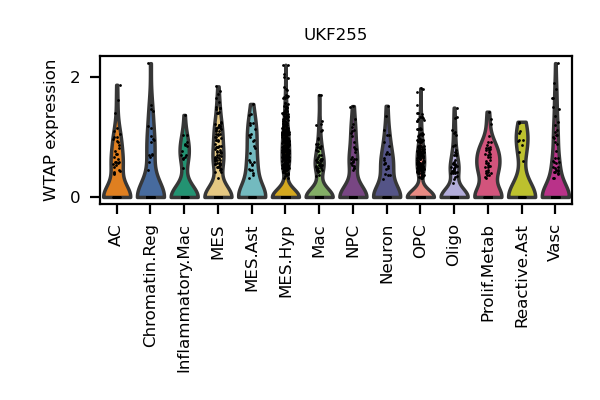 UKF255
WTAP expression
2
0
AC
Chromatin.Reg
Inflammatory.Mac
MES
MES.Ast
MES.Hyp
Mac
NPC
Neuron
OPC
Oligo
Prolif.Metab
Reactive.Ast
Vasc